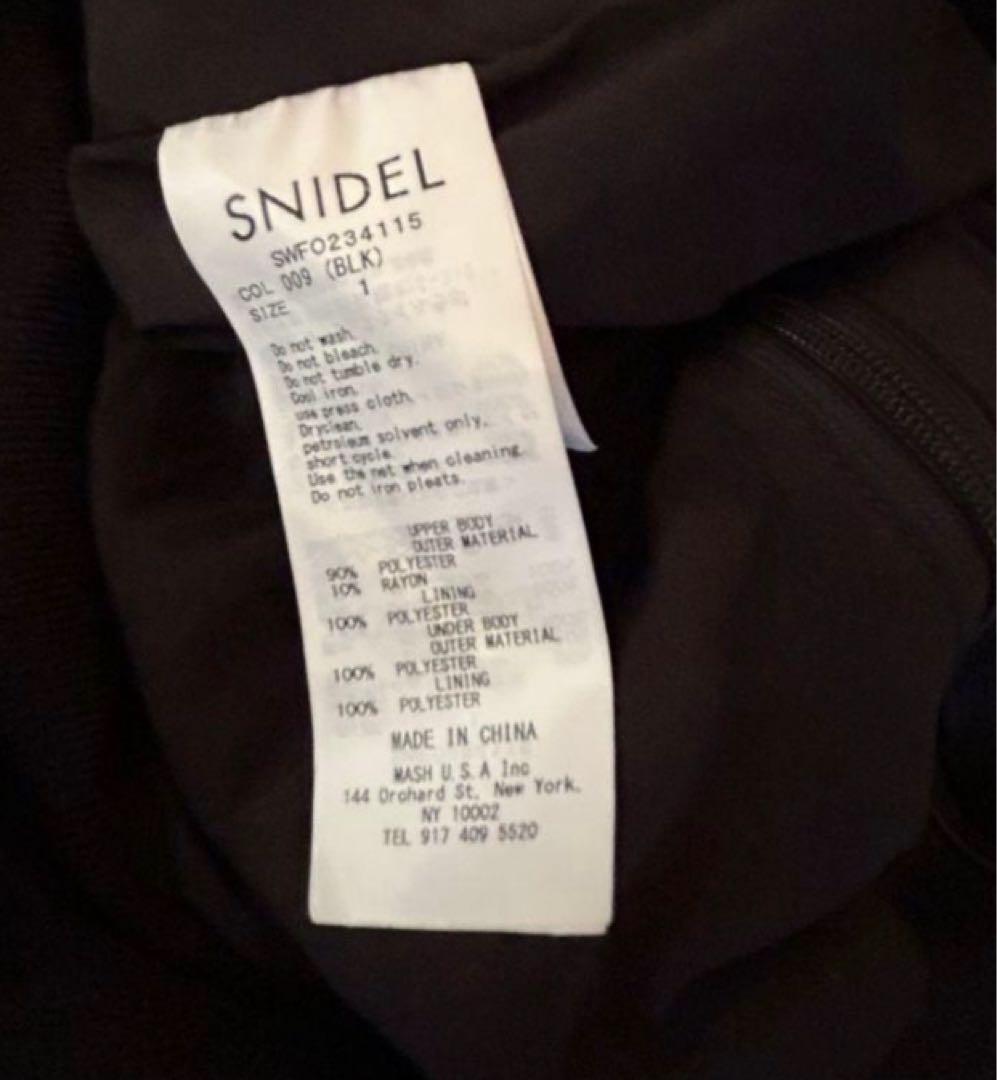 SNIDEL
SWFO234115
COL 009 (BLK)
SIZE 1
Do not wash.
Do not bleach.
Do not tumble dry.
Cool iron.
use press cloth.
Dryclean.
petroleum solvent only.
short cycle.
Use the net when cleaning.
Do not iron pleats.
UPPER BODY
OUTER MATERIAL
90% POLYESTER
10% RAYON
LINING
100% POLYESTER
UNDER BODY
OUTER MATERIAL
100% POLYESTER
LINING
100% POLYESTER
MADE IN CHINA
MASH U.S.A Inc
144 Orchard St, New York.
NY 10002
TEL 917 409 5520